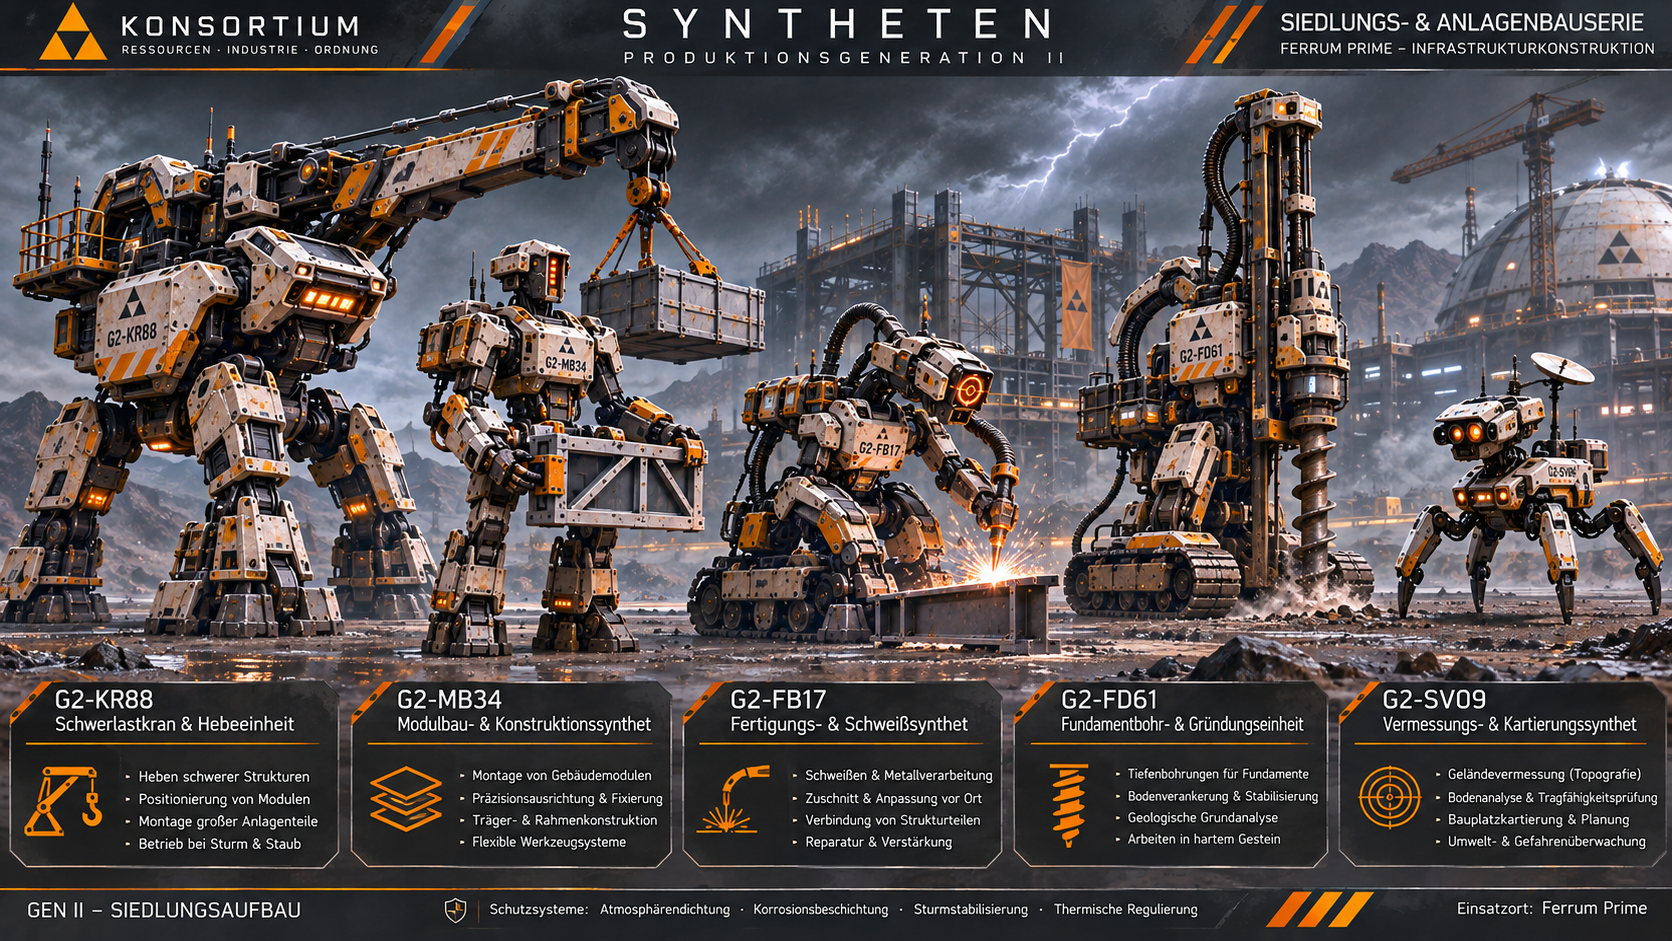 KONSORTIUM
RESSOURCEN · INDUSTRIE · ORDNUNG
SYNTHETEN
PRODUKTIONSGENERATION II
SIEDLUNGS- & ANLAGENBAUSERIE
FERRUM PRIME – INFRASTRUKTURKONSTRUKTION
G2-KR88
G2-MB34
G2-FB17
G2-FD61
G2-SV09
G2-KR88
Schwerlastkran & Hebeeinheit
Heben schwerer Strukturen
Positionierung von Modulen
Montage großer Anlagenteile
Betrieb bei Sturm & Staub
G2-MB34
Modulbau- & Konstruktionssynthet
Montage von Gebäudemodulen
Präzisionsausrichtung & Fixierung
Träger- & Rahmenkonstruktion
Flexible Werkzeugsysteme
G2-FB17
Fertigungs- & Schweißsynthet
Schweißen & Metallverarbeitung
Zuschnitt & Anpassung vor Ort
Verbindung von Strukturteilen
Reparatur & Verstärkung
G2-FD61
Fundamentbohr- & Gründungseinheit
Tiefenbohrungen für Fundamente
Bodenverankerung & Stabilisierung
Geologische Grundanalyse
Arbeiten in hartem Gestein
G2-SV09
Vermessungs- & Kartierungssynthet
Geländevermessung (Topografie)
Bodenanalyse & Tragfähigkeitsprüfung
Bauplatzkartierung & Planung
Umwelt- & Gefahrenüberwachung
GEN II – SIEDLUNGSAUFBAU
Schutzsysteme: Atmosphärendichtung · Korrosionsbeschichtung · Sturmstabilisierung · Thermische Regulierung
Einsatzort: Ferrum Prime